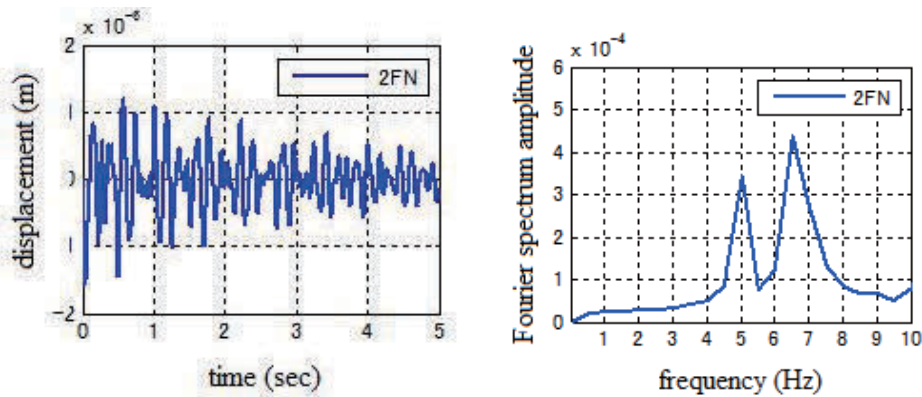 x 10⁻⁶
2
1
0
1
−2
0 1 2 3 4 5
2FN
displacement (m)
time (sec)
x 10⁻⁴
6
5
4
3
2
1
0
1 2 3 4 5 6 7 8 9 10
2FN
Fourier spectrum amplitude
frequency (Hz)